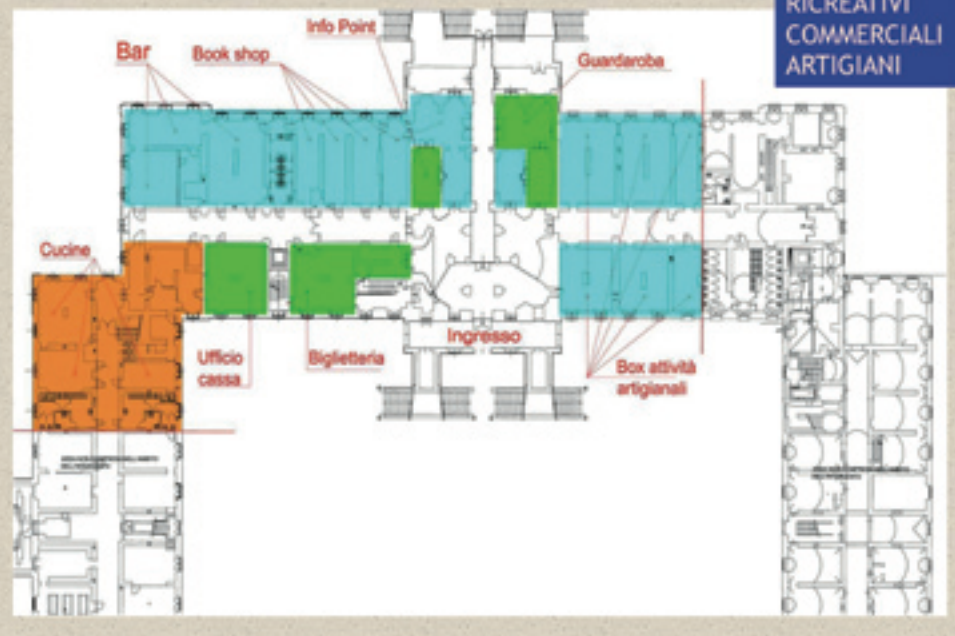 RICREATIVI
COMMERCIALI
ARTIGIANI
Info Point
Bar
Book shop
Guardaroba
Cucine
Ingresso
Ufficio
cassa
Biglietteria
Box attività
artigianali